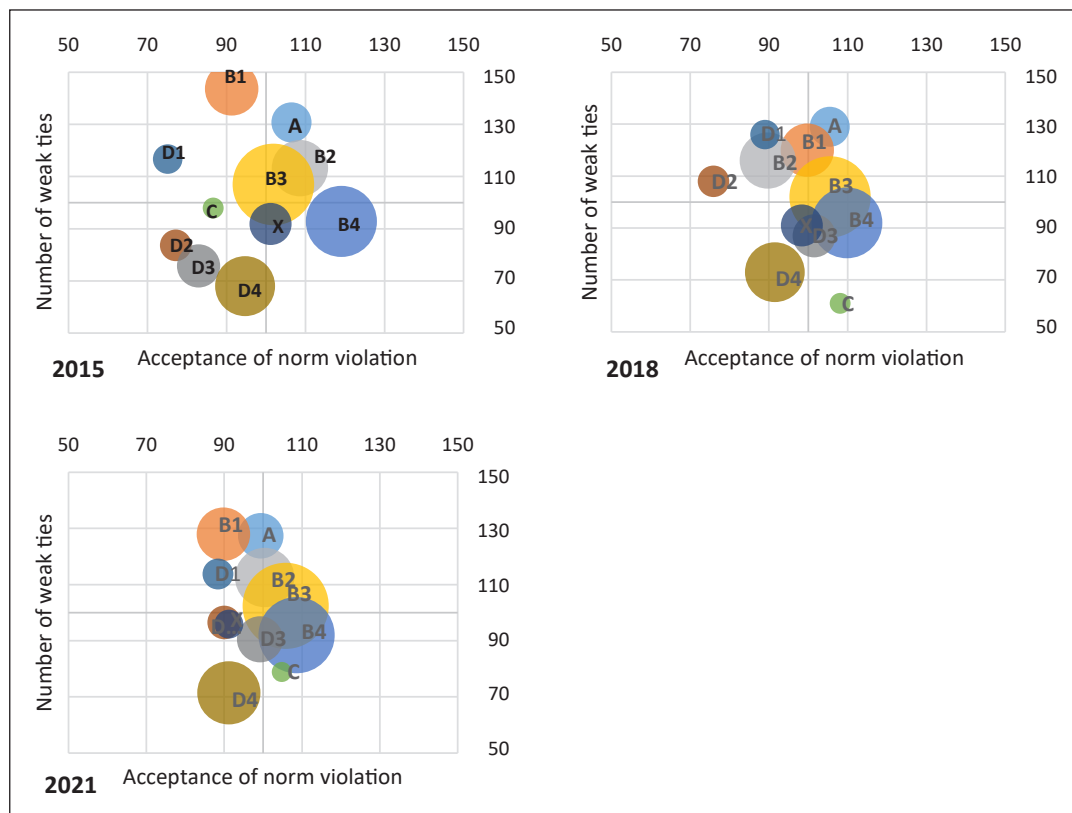 50 70 90 110 130 150
150
130
110
90
70
50
Number of weak ties
B1
A
D1
B2
B3
C
X
B4
D2
D3
D4
2015 Acceptance of norm violation
50 70 90 110 130 150
150
130
110
90
70
50
Number of weak ties
A
D1
B1
B2
D2
B3
B4
X
D3
D4
C
2018 Acceptance of norm violation
50 70 90 110 130 150
150
130
110
90
70
50
Number of weak ties
B1
A
D1
B2
B3
X
D2
B4
D3
C
D4
2021 Acceptance of norm violation